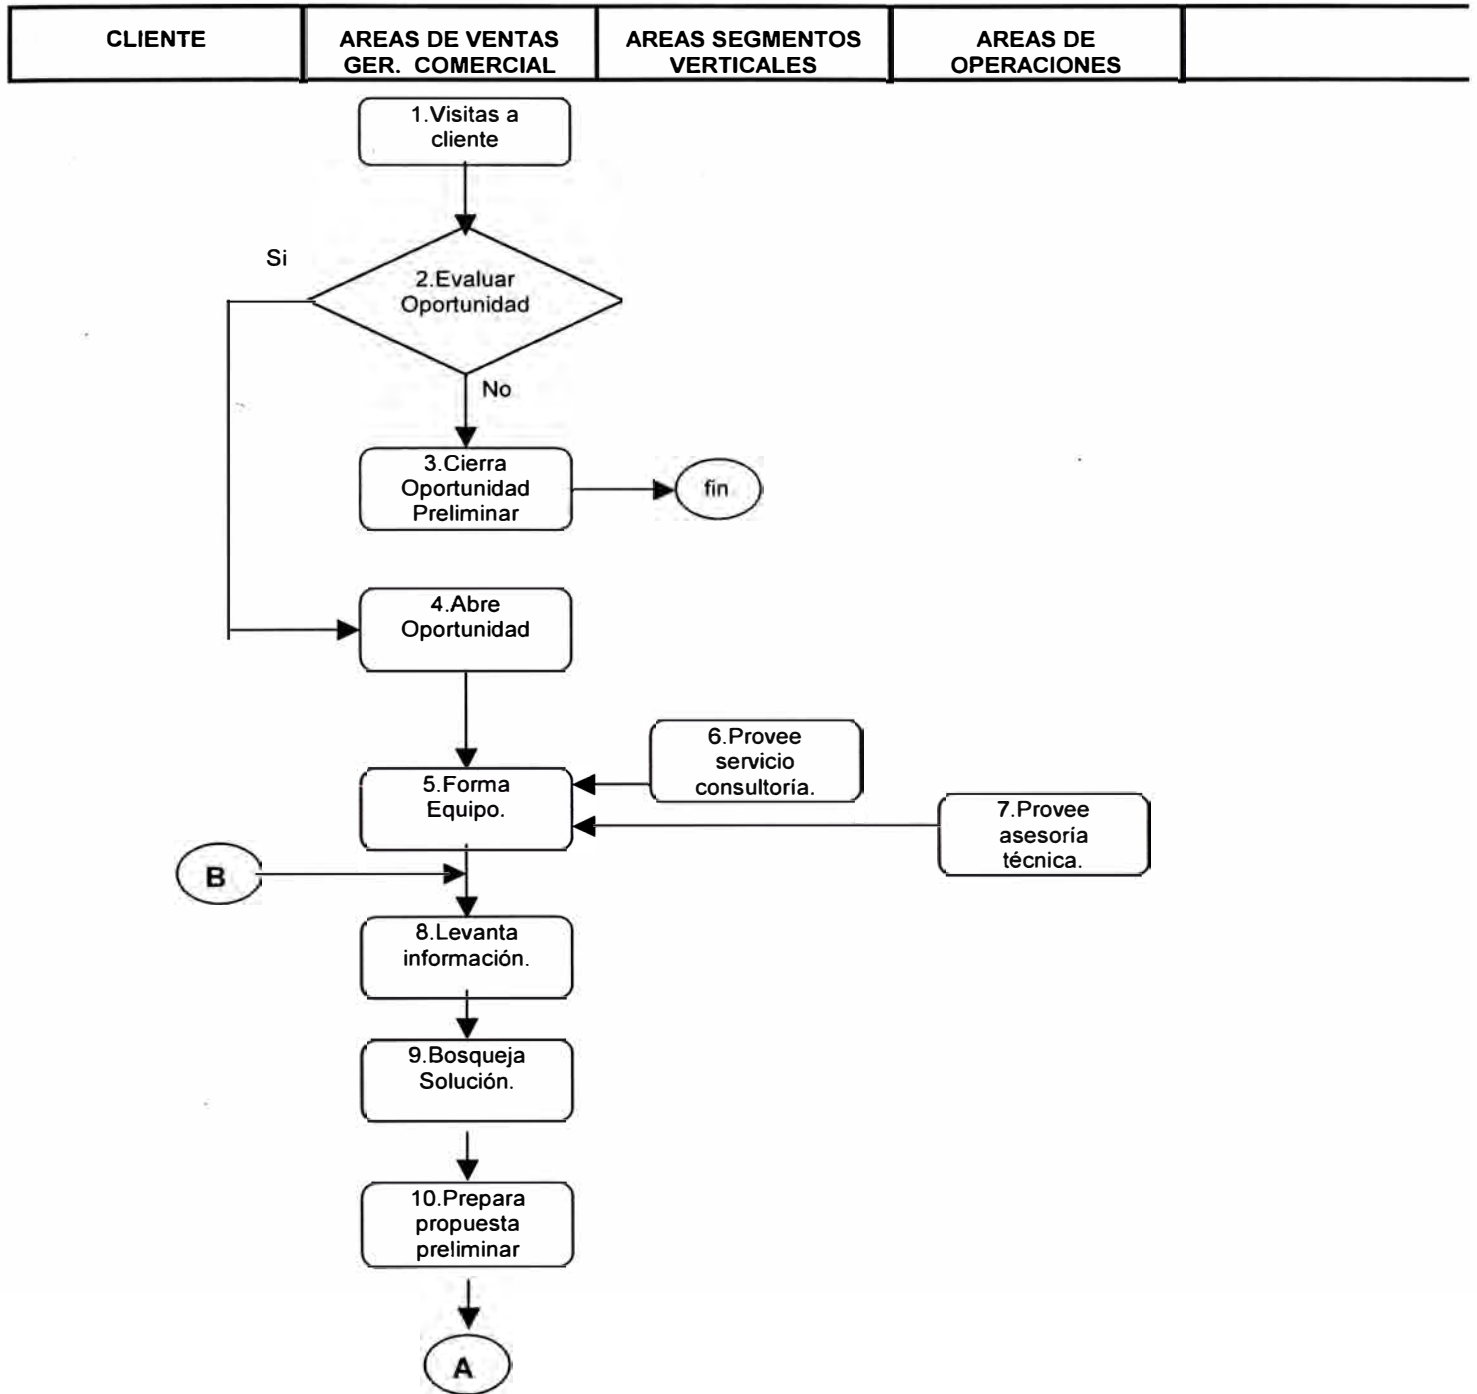 CLIENTE
AREAS DE VENTAS
GER. COMERCIAL
AREAS SEGMENTOS
VERTICALES
AREAS DE
OPERACIONES
1.Visitas a
cliente
Si
2.Evaluar
Oportunidad
No
3.Cierra
Oportunidad
Preliminar
fin
4.Abre
Oportunidad
6.Provee
servicio
consultoría.
5.Forma
Equipo.
7.Provee
asesoría
técnica.
B
8.Levanta
información.
9.Bosqueja
Solución.
10.Prepara
propuesta
preliminar
A